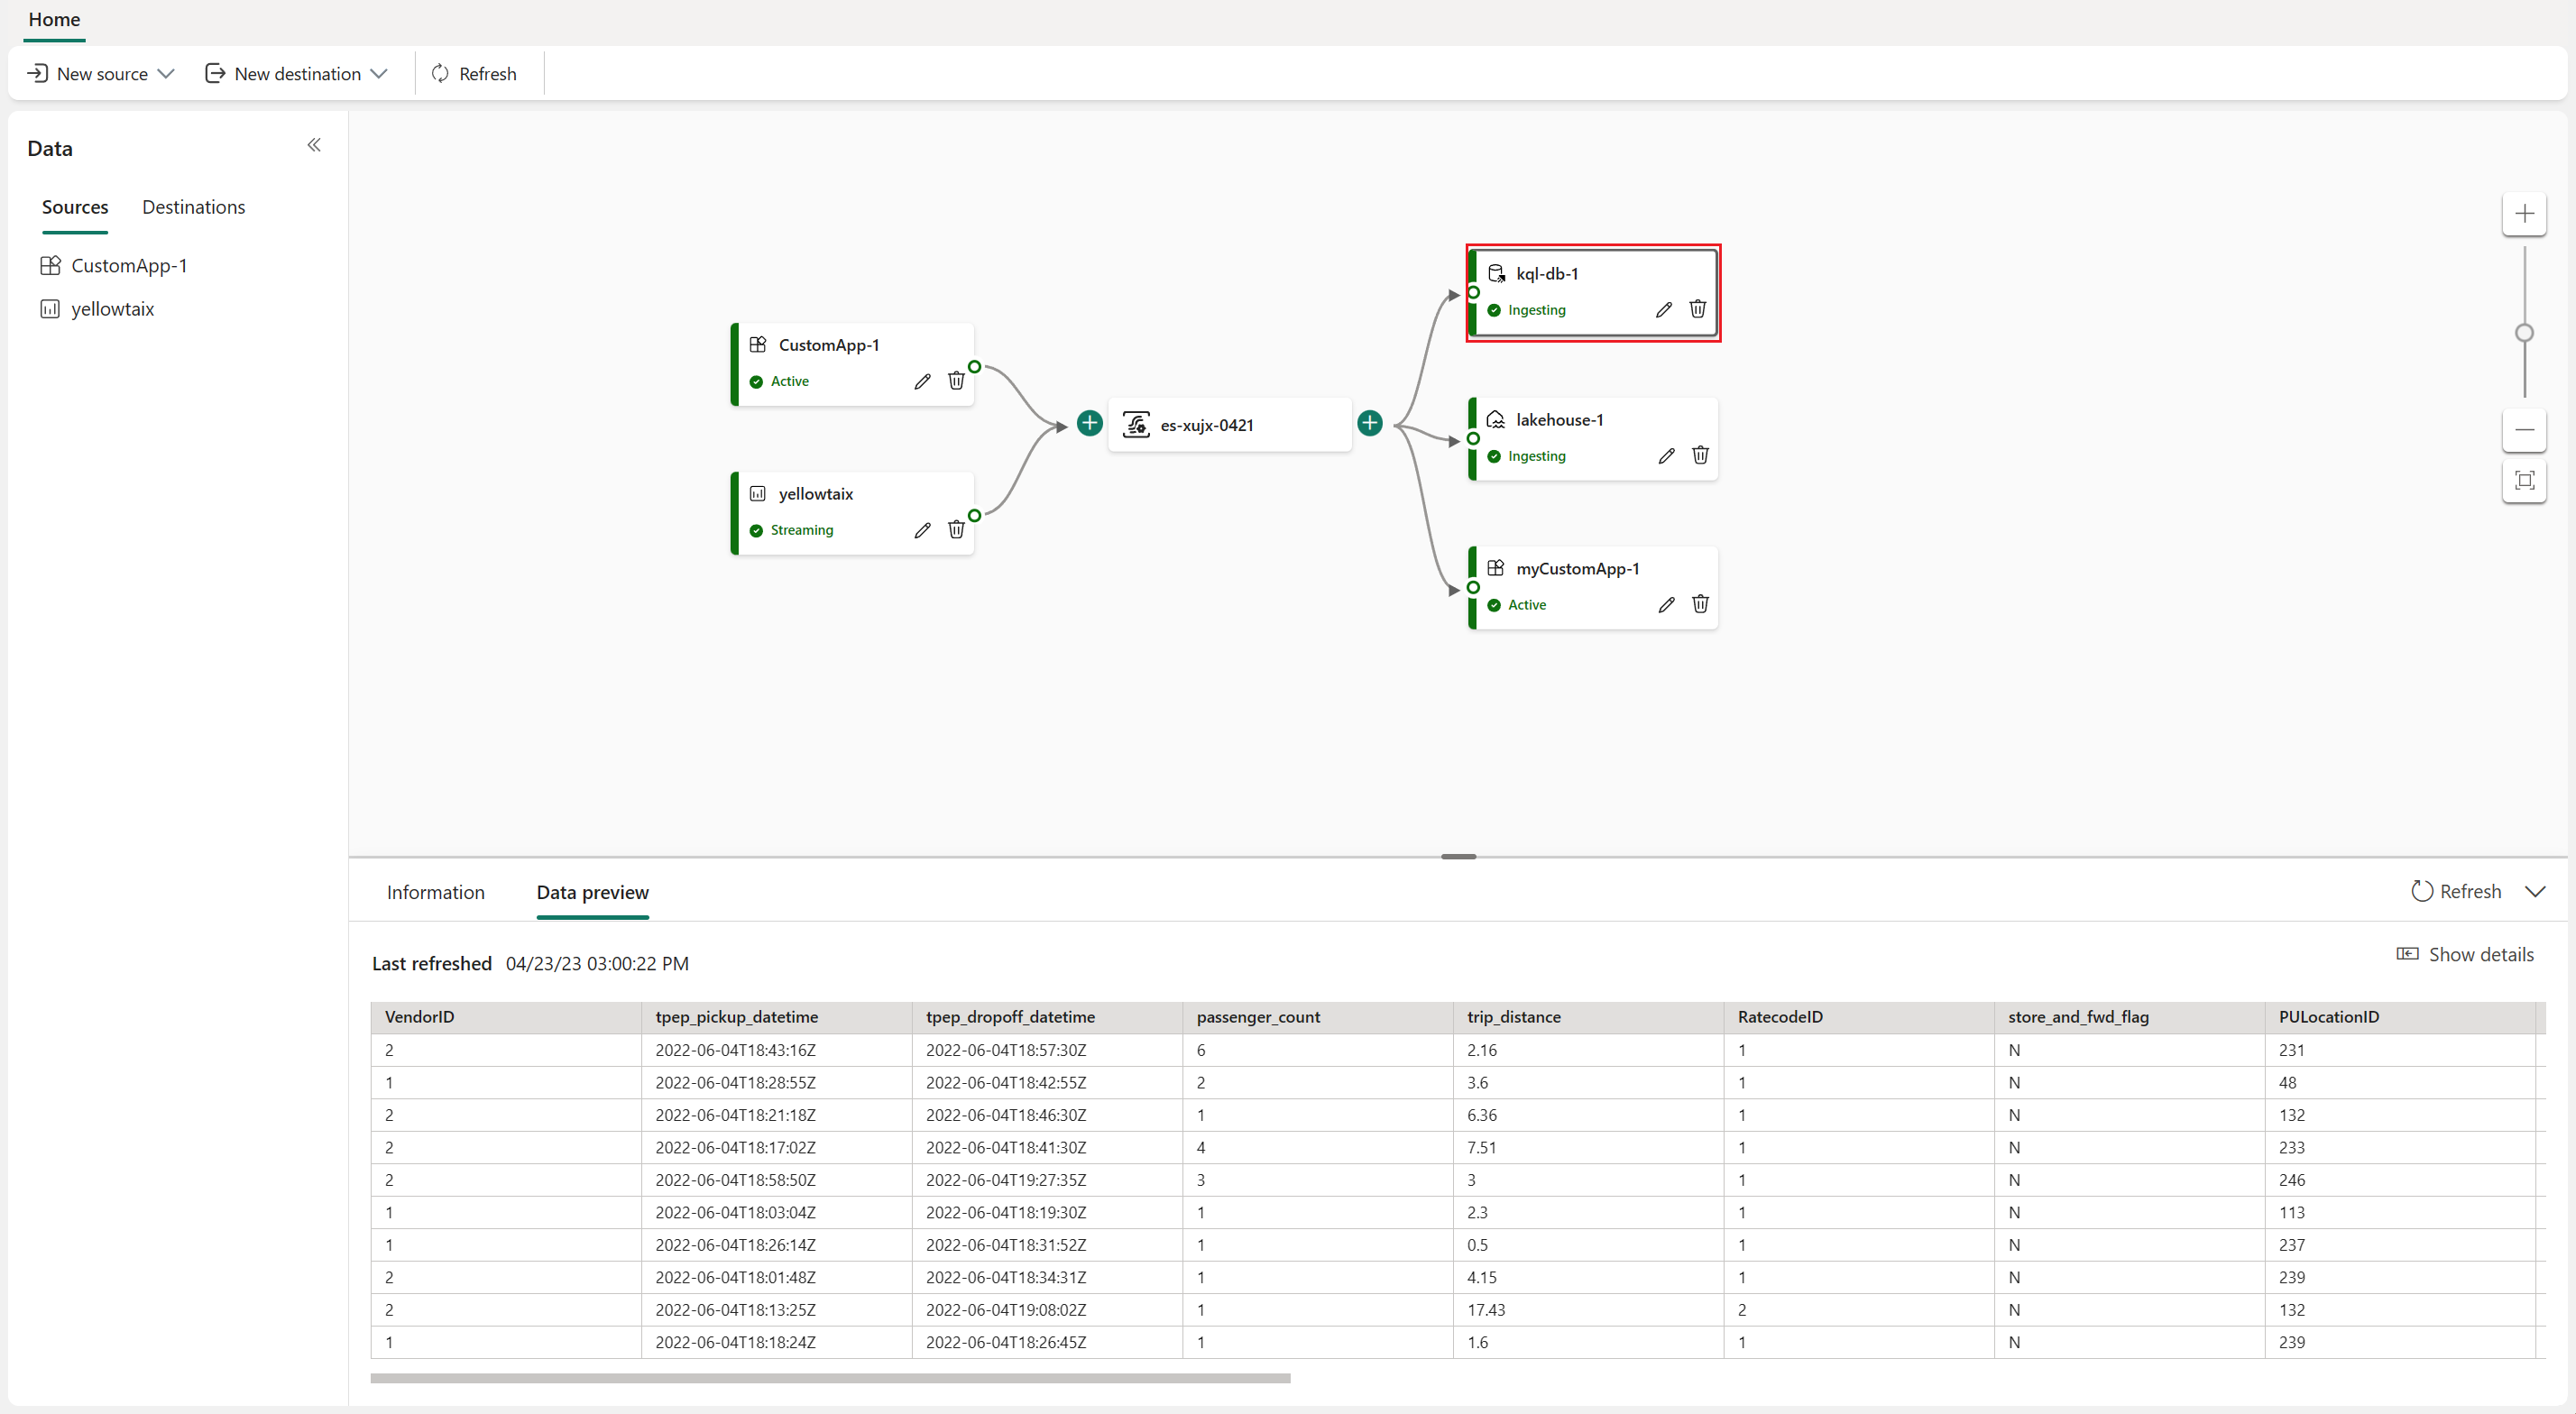 Home
New source New destination Refresh
Data
Sources Destinations
CustomApp-1
yellowtaix
CustomApp-1
Active
yellowtaix
Streaming
es-xujx-0421
kql-db-1
Ingesting
lakehouse-1
Ingesting
myCustomApp-1
Active
Information Data preview Refresh
Last refreshed 04/23/23 03:00:22 PM Show details
VendorID tpep_pickup_datetime tpep_dropoff_datetime passenger_count trip_distance RatecodeID store_and_fwd_flag PULocationID
2 2022-06-04T18:43:16Z 2022-06-04T18:57:30Z 6 2.16 1 N 231
1 2022-06-04T18:28:55Z 2022-06-04T18:42:55Z 2 3.6 1 N 48
2 2022-06-04T18:21:18Z 2022-06-04T18:46:30Z 1 6.36 1 N 132
2 2022-06-04T18:17:02Z 2022-06-04T18:41:30Z 4 7.51 1 N 233
2 2022-06-04T18:58:50Z 2022-06-04T19:27:35Z 3 3 1 N 246
1 2022-06-04T18:03:04Z 2022-06-04T18:19:30Z 1 2.3 1 N 113
1 2022-06-04T18:26:14Z 2022-06-04T18:31:52Z 1 0.5 1 N 237
2 2022-06-04T18:01:48Z 2022-06-04T18:34:31Z 1 4.15 1 N 239
2 2022-06-04T18:13:25Z 2022-06-04T19:08:02Z 1 17.43 2 N 132
1 2022-06-04T18:18:24Z 2022-06-04T18:26:45Z 1 1.6 1 N 239